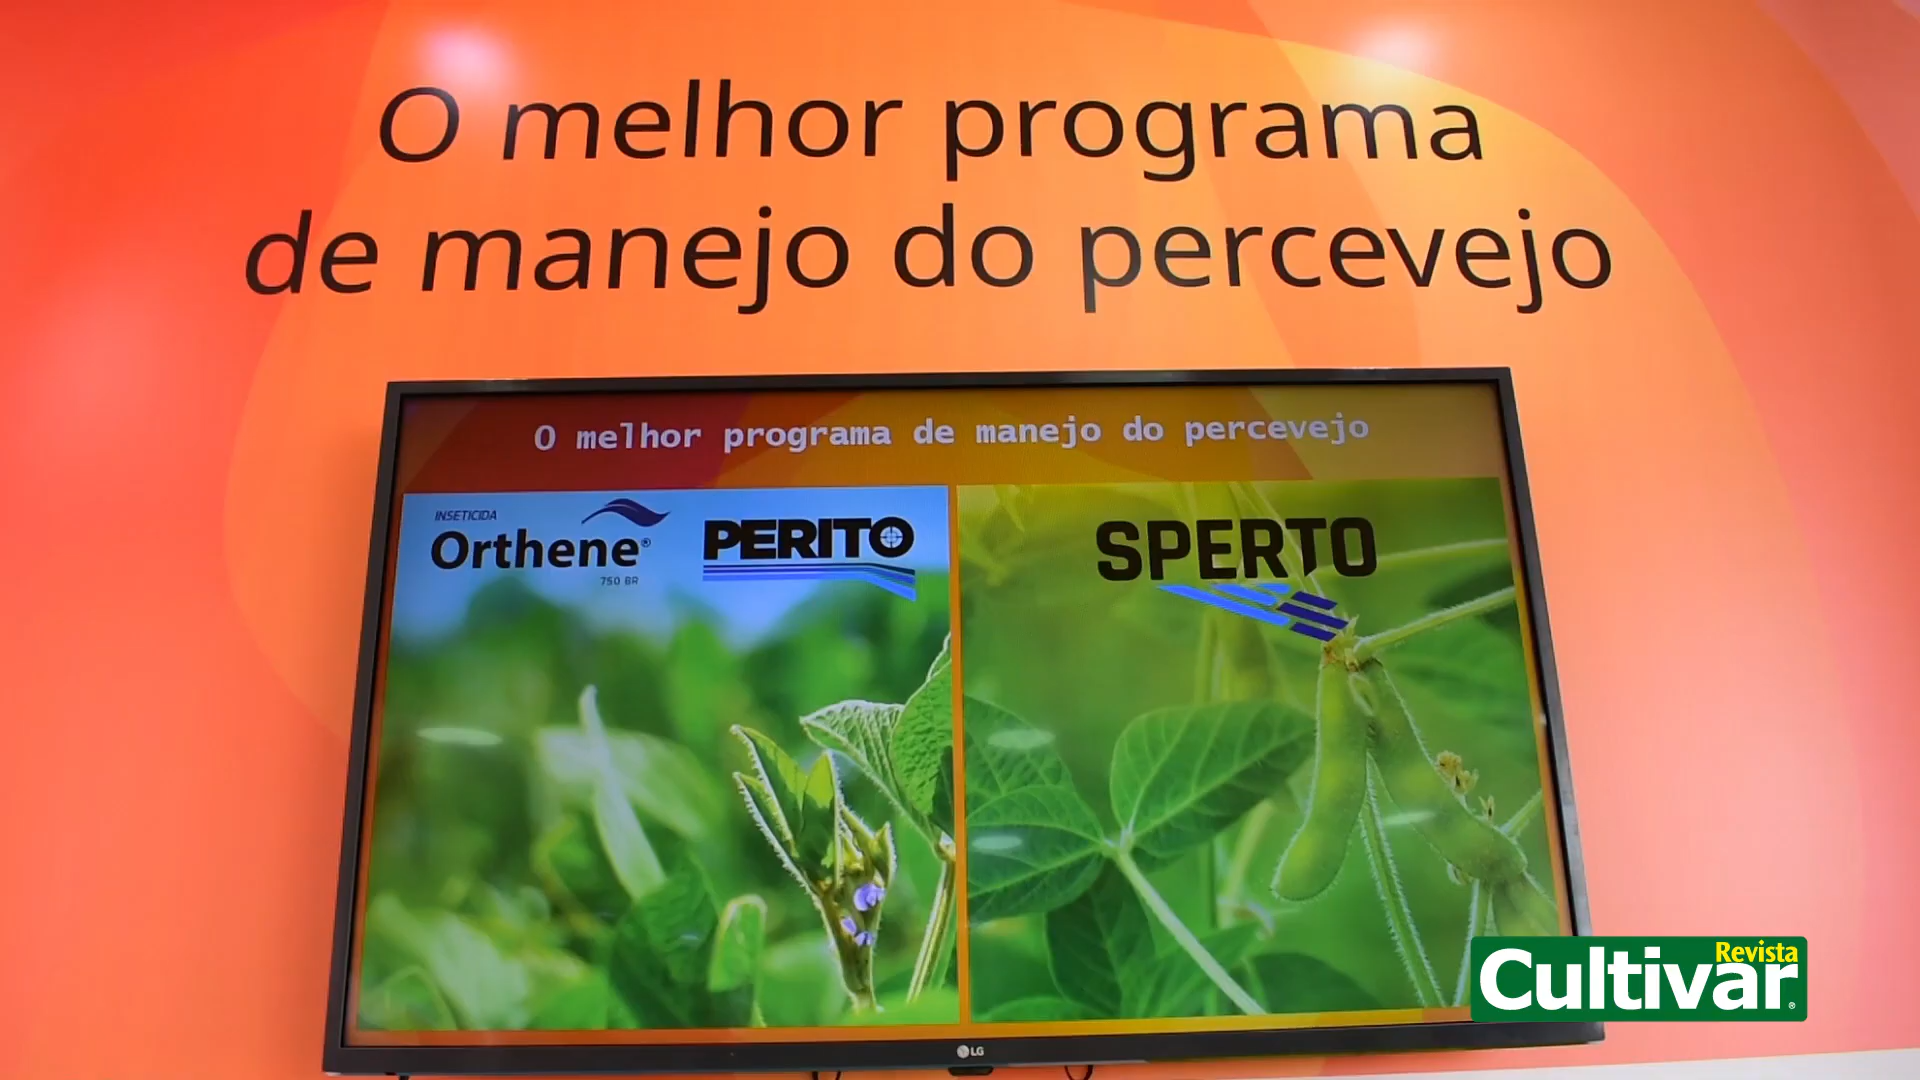 O melhor programa
de manejo do percevejo
O melhor programa de manejo do percevejo
INSETICIDA
Orthene®
750 BR
PERITO
SPERTO
LG
Revista
Cultivar®